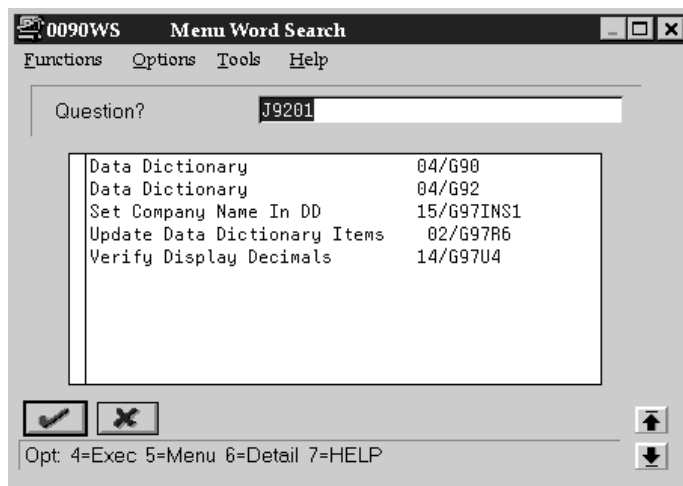 0090WS Menu Word Search
Functions Options Tools Help
Question? J9201
Data Dictionary 04/G90
Data Dictionary 04/G92
Set Company Name In DD 15/G97INS1
Update Data Dictionary Items 02/G97R6
Verify Display Decimals 14/G97U4
Opt: 4=Exec 5=Menu 6=Detail 7=HELP